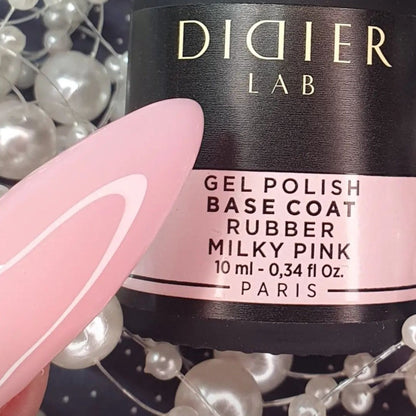 DIDIER
LAB
GEL POLISH
BASE COAT
RUBBER
MILKY PINK
10 ml - 0,34 fl Oz.
PARIS